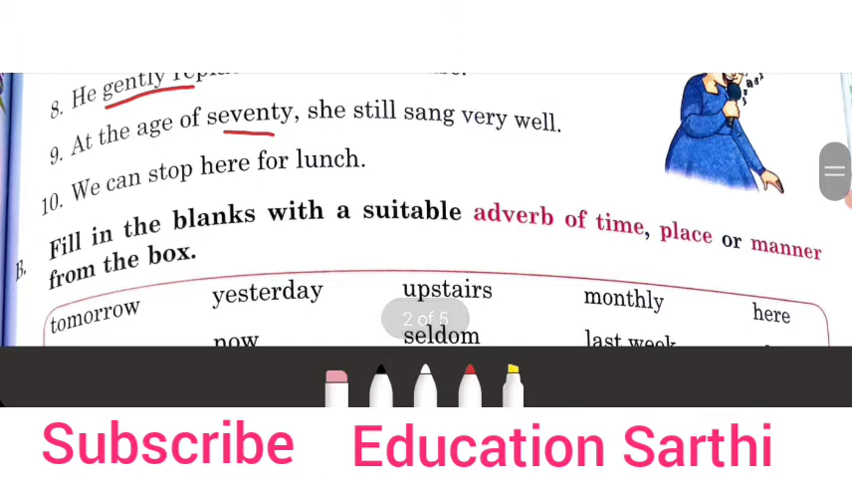 8. He gently
9. At the age of seventy, she still sang very well.
10. We can stop here for lunch.
B. Fill in the blanks with a suitable adverb of time, place or manner
from the box.
tomorrow yesterday upstairs monthly here
2 of 5
now seldom last week
Subscribe Education Sarthi